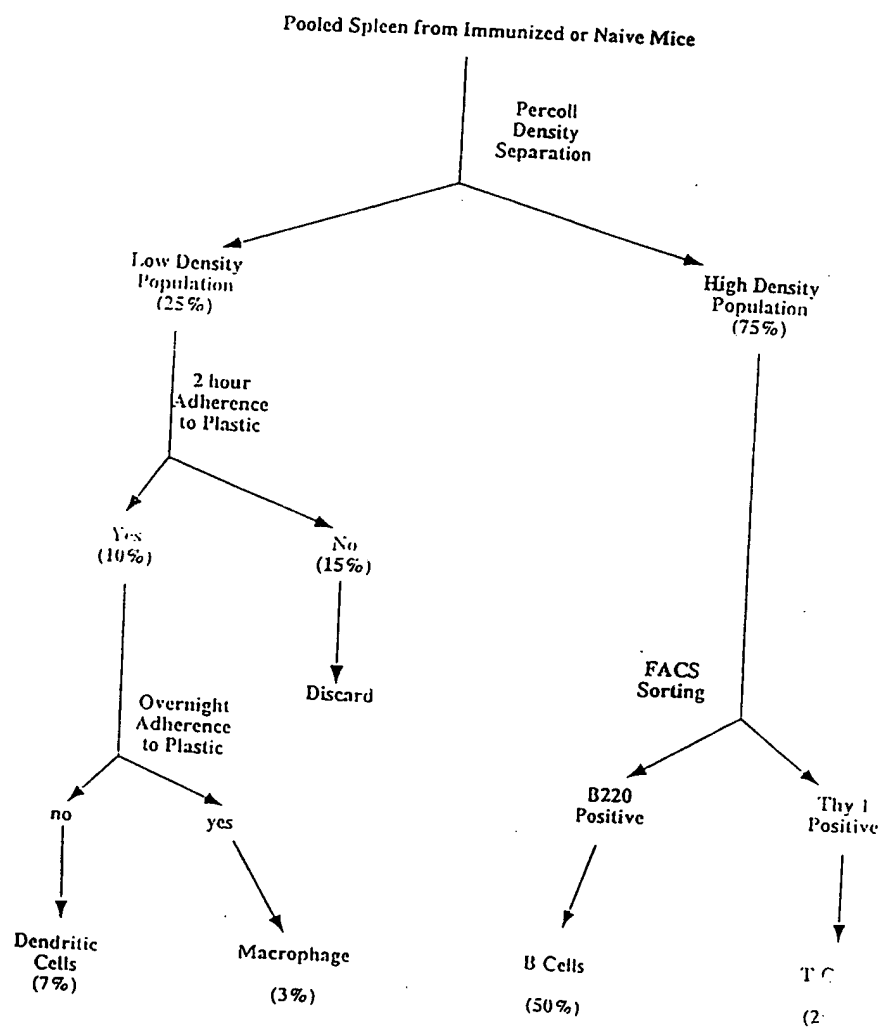 Pooled Spleen from Immunized or Naive Mice
Percoll
Density
Separation
Low Density
Population
(25%)
High Density
Population
(75%)
2 hour
Adherence
to Plastic
Yes
(10%)
No
(15%)
Discard
FACS
Sorting
Overnight
Adherence
to Plastic
no
yes
B220
Positive
Thy 1
Positive
Dendritic
Cells
(7%)
Macrophage
(3%)
B Cells
(50%)
T